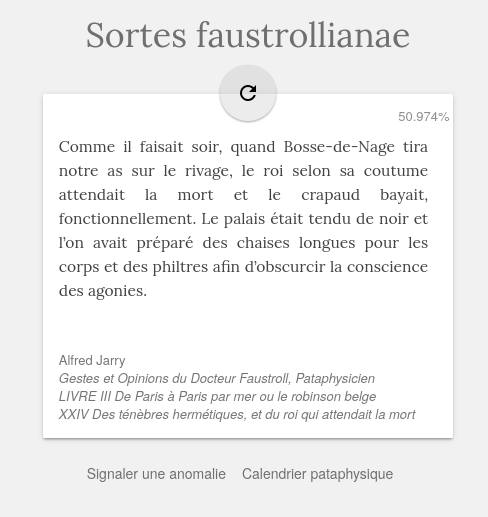 Sortes faustrollianae
50.974%
Comme il faisait soir, quand Bosse-de-Nage tira
notre as sur le rivage, le roi selon sa coutume
attendait la mort et le crapaud bayait,
fonctionnellement. Le palais était tendu de noir et
l’on avait préparé des chaises longues pour les
corps et des philtres afin d’obscurcir la conscience
des agonies.
Alfred Jarry
Gestes et Opinions du Docteur Faustroll, Pataphysicien
LIVRE III De Paris à Paris par mer ou le robinson belge
XXIV Des ténèbres hermétiques, et du roi qui attendait la mort
Signaler une anomalie Calendrier pataphysique